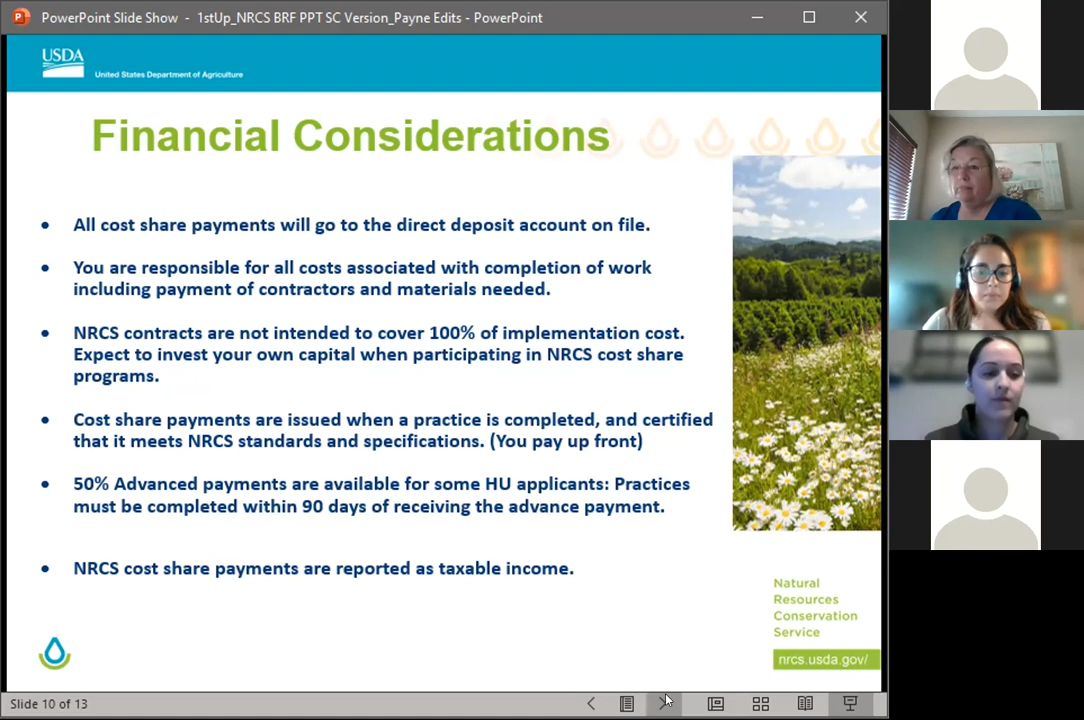 PowerPoint Slide Show - 1stUp_NRCS BRF PPT SC Version_Payne Edits - PowerPoint
USDA
United States Department of Agriculture
Financial Considerations
• All cost share payments will go to the direct deposit account on file.
• You are responsible for all costs associated with completion of work
including payment of contractors and materials needed.
• NRCS contracts are not intended to cover 100% of implementation cost.
Expect to invest your own capital when participating in NRCS cost share
programs.
• Cost share payments are issued when a practice is completed, and certified
that it meets NRCS standards and specifications. (You pay up front)
• 50% Advanced payments are available for some HU applicants: Practices
must be completed within 90 days of receiving the advance payment.
• NRCS cost share payments are reported as taxable income.
Natural
Resources
Conservation
Service
nrcs.usda.gov/
Slide 10 of 13